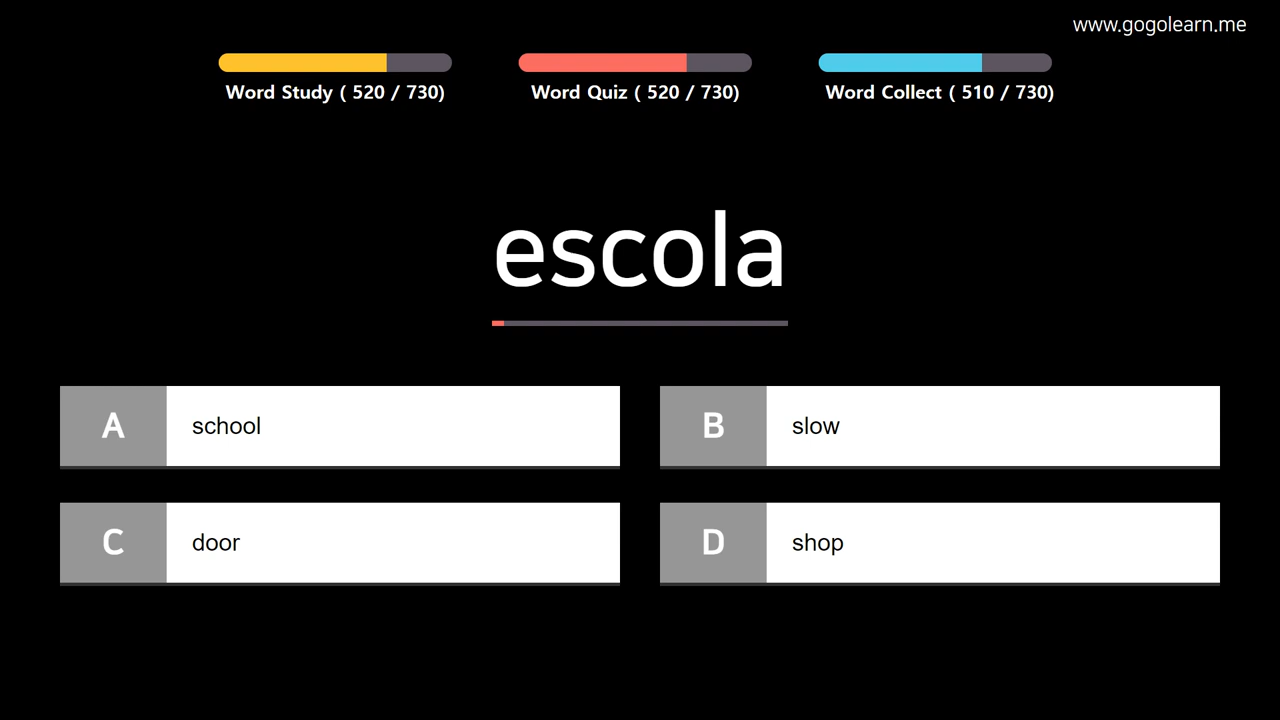 www.gogolearn.me
Word Study ( 520 / 730)
Word Quiz ( 520 / 730)
Word Collect ( 510 / 730)
escola
A school
B slow
C door
D shop